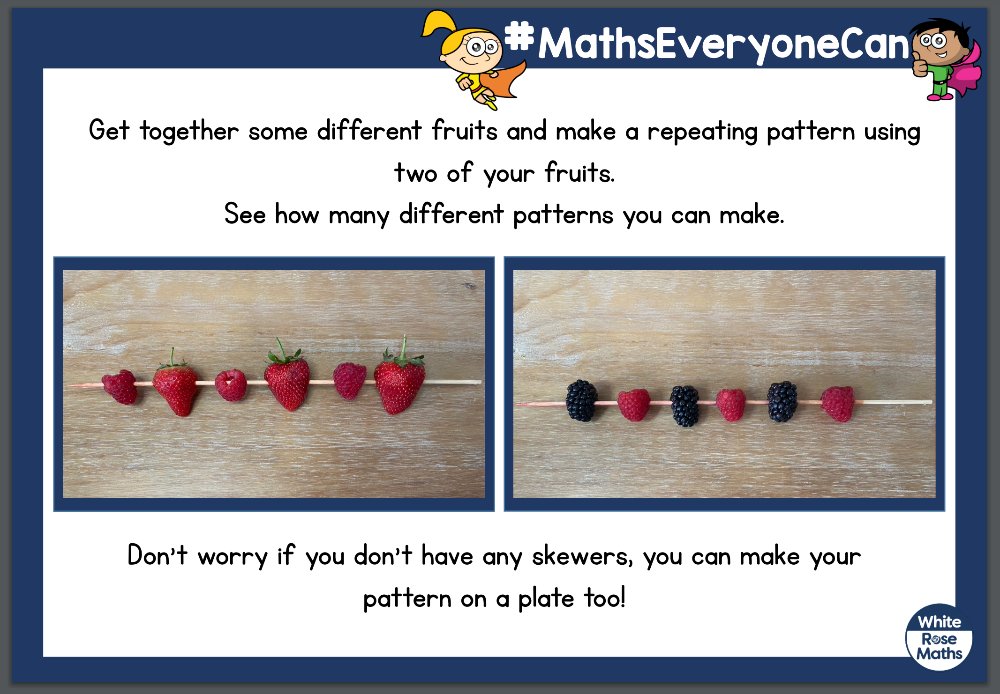 #MathsEveryoneCan
Get together some different fruits and make a repeating pattern using
two of your fruits.
See how many different patterns you can make.
Don't worry if you don't have any skewers, you can make your
pattern on a plate too!
White
Rose
Maths